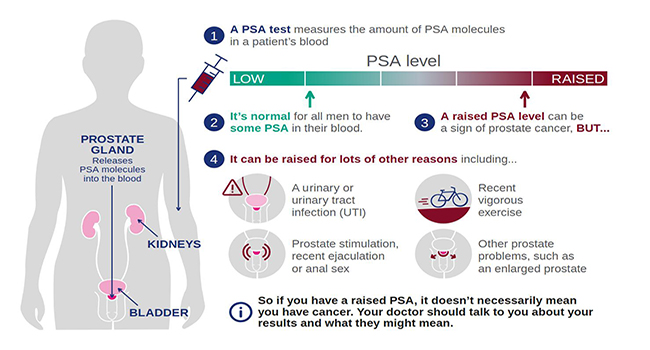 1 A PSA test measures the amount of PSA molecules
in a patient's blood
PSA level
LOW RAISED
2 It's normal for all men to have
some PSA in their blood.
3 A raised PSA level can be
a sign of prostate cancer, BUT...
4 It can be raised for lots of other reasons including...
A urinary or
urinary tract
infection (UTI)
Recent
vigorous
exercise
Prostate stimulation,
recent ejaculation
or anal sex
Other prostate
problems, such as
an enlarged prostate
i So if you have a raised PSA, it doesn't necessarily mean
you have cancer. Your doctor should talk to you about your
results and what they might mean.
PROSTATE
GLAND
Releases
PSA molecules
into the blood
KIDNEYS
BLADDER